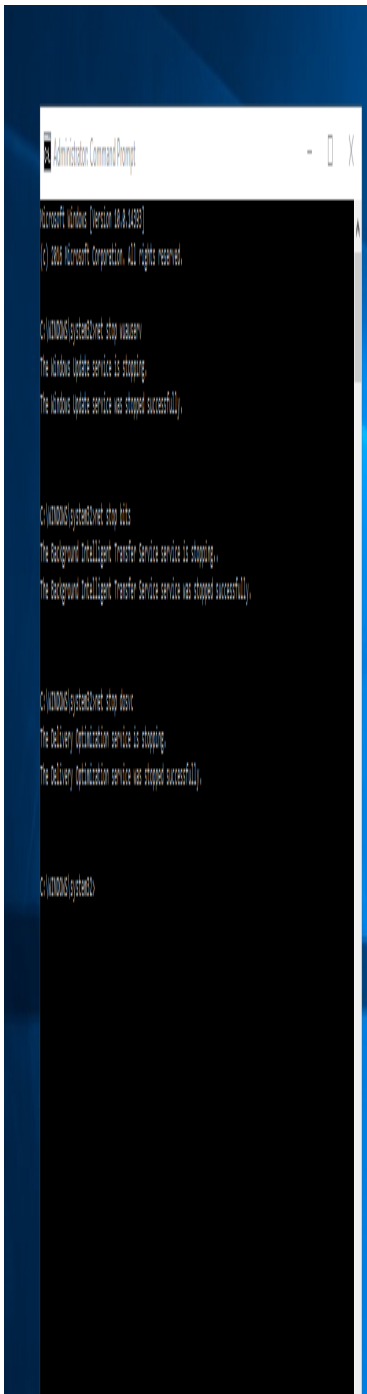 Administrator: Command Prompt
Microsoft Windows [Version 10.0.14393]
(c) 2016 Microsoft Corporation. All rights reserved.
C:\WINDOWS\system32>net stop wuauserv
The Windows Update service is stopping.
The Windows Update service was stopped successfully.
C:\WINDOWS\system32>net stop bits
The Background Intelligent Transfer Service service is stopping..
The Background Intelligent Transfer Service service was stopped successfully.
C:\WINDOWS\system32>net stop dosvc
The Delivery Optimization service is stopping.
The Delivery Optimization service was stopped successfully.
C:\WINDOWS\system32>